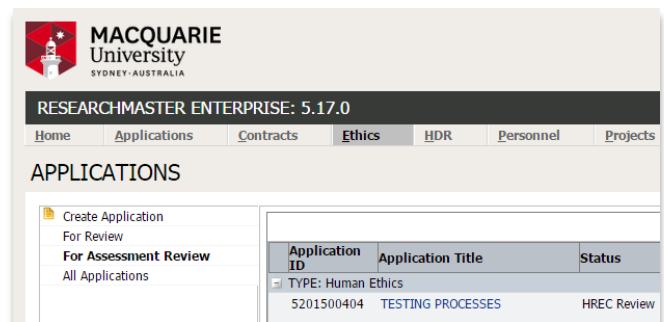 MACQUARIE
University
SYDNEY·AUSTRALIA
RESEARCHMASTER ENTERPRISE: 5.17.0
Home Applications Contracts Ethics HDR Personnel Projects
APPLICATIONS
Create Application
For Review
For Assessment Review
All Applications
Application ID Application Title Status
TYPE: Human Ethics
5201500404 TESTING PROCESSES HREC Review